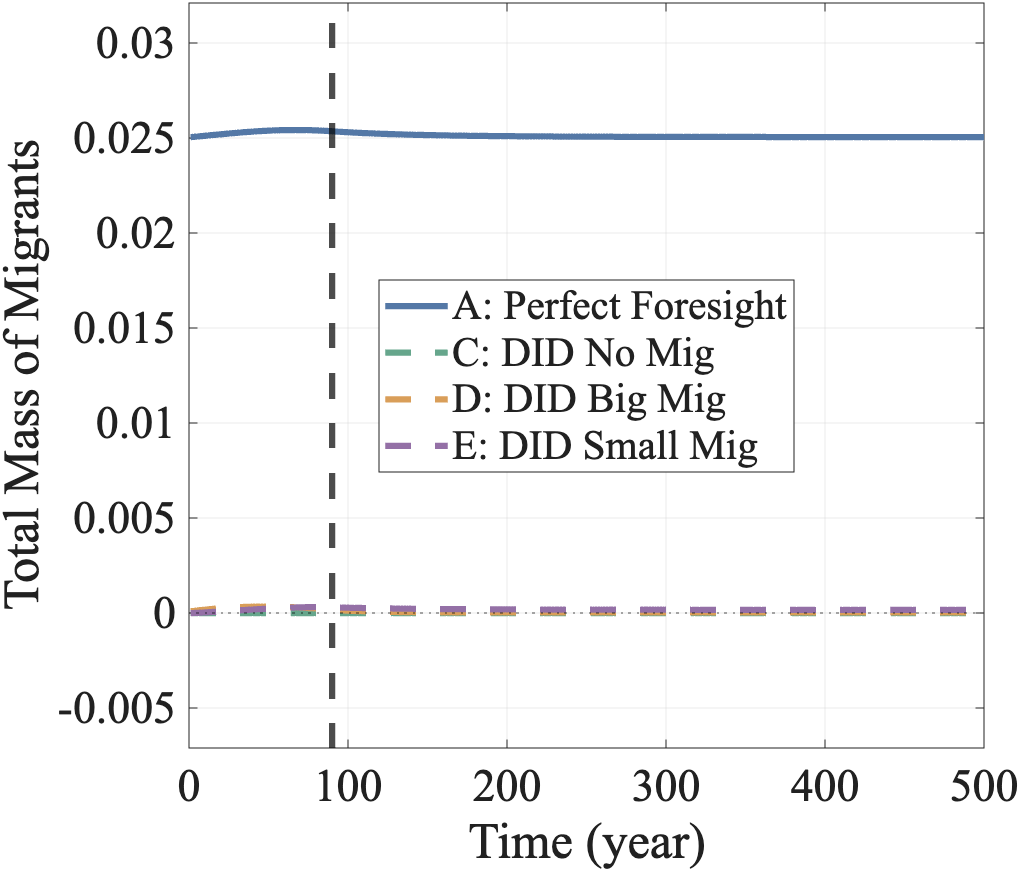 Total Mass of Migrants
0.03
0.025
0.02
0.015
0.01
0.005
0
-0.005
A: Perfect Foresight
C: DID No Mig
D: DID Big Mig
E: DID Small Mig
0 100 200 300 400 500
Time (year)